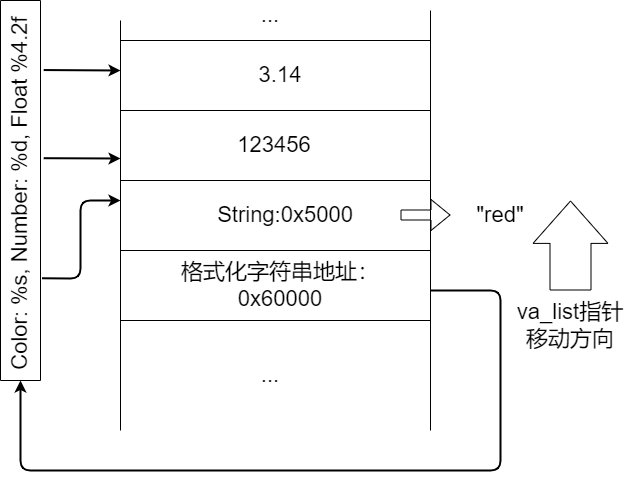 Color: %s, Number: %d, Float %4.2f
...
3.14
123456
String:0x5000
"red"
格式化字符串地址：
0x60000
va_list指针
移动方向
...